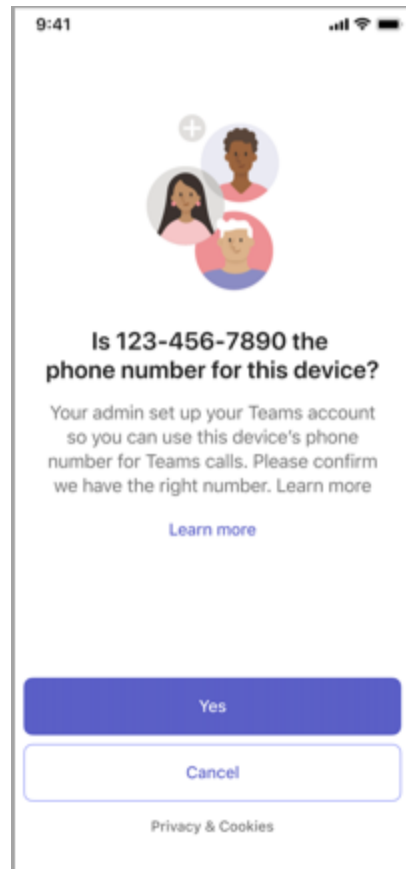 9:41
Is 123-456-7890 the
phone number for this device?
Your admin set up your Teams account
so you can use this device's phone
number for Teams calls. Please confirm
we have the right number. Learn more
Learn more
Yes
Cancel
Privacy & Cookies